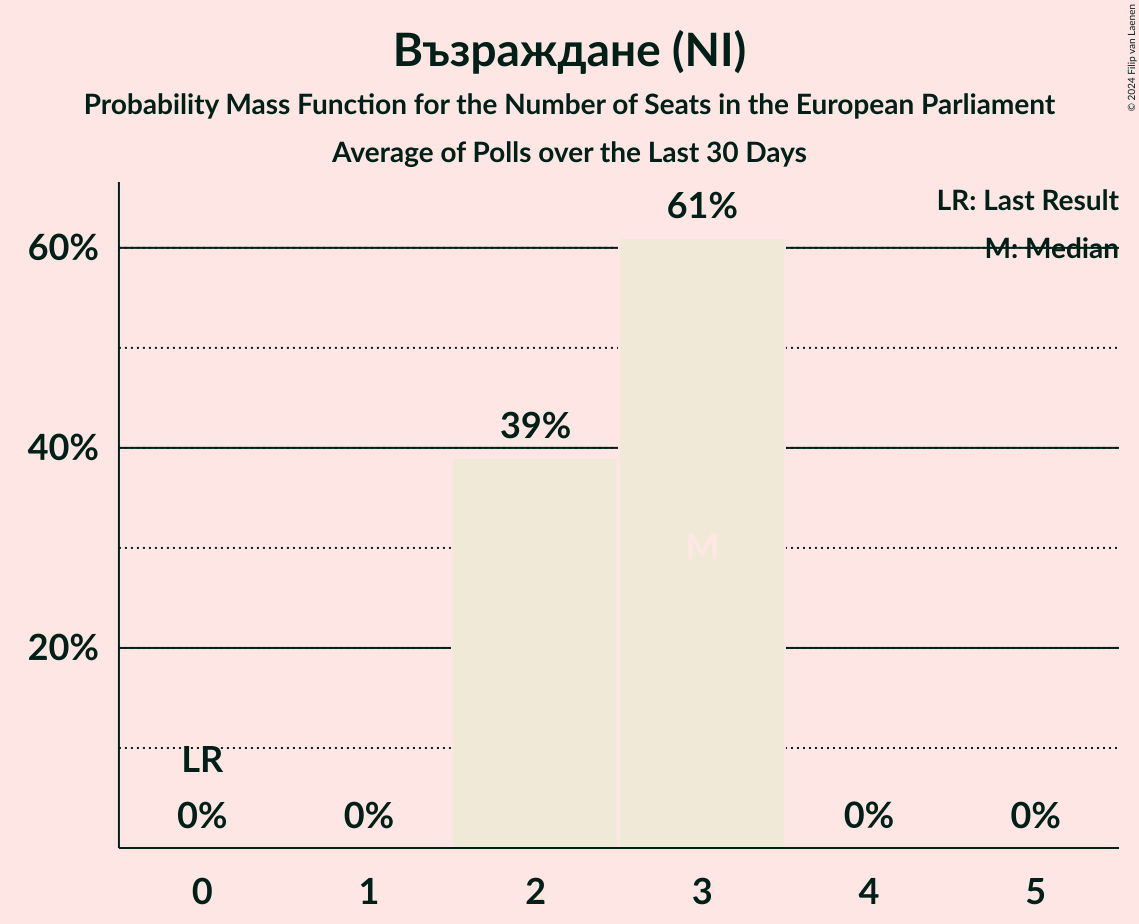 Възраждане (NI)
Probability Mass Function for the Number of Seats in the European Parliament
Average of Polls over the Last 30 Days
© 2024 Filip van Laenen
LR: Last Result
M: Median
61%
60%
39%
40%
M
20%
LR
0% 0% 0% 0%
0 1 2 3 4 5